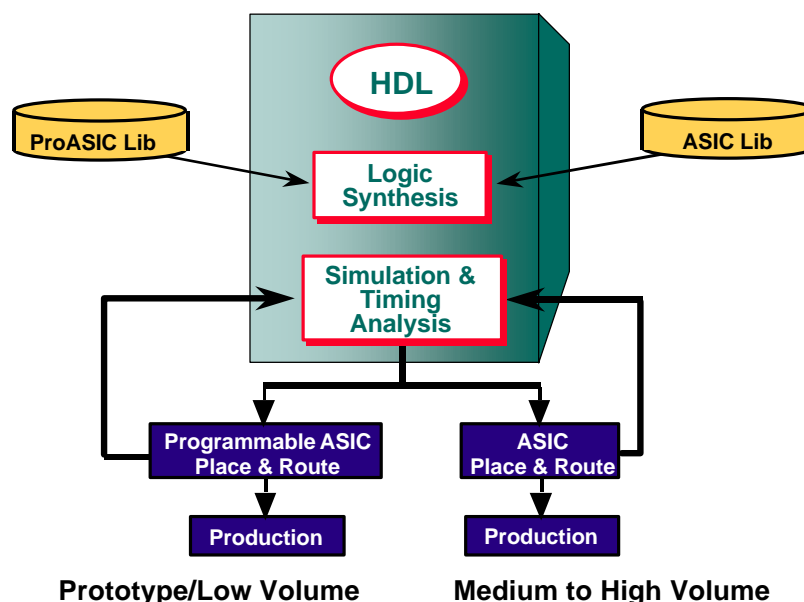 HDL
ProASIC Lib
ASIC Lib
Logic
Synthesis
Simulation &
Timing
Analysis
Programmable ASIC
Place & Route
ASIC
Place & Route
Production
Production
Prototype/Low Volume
Medium to High Volume